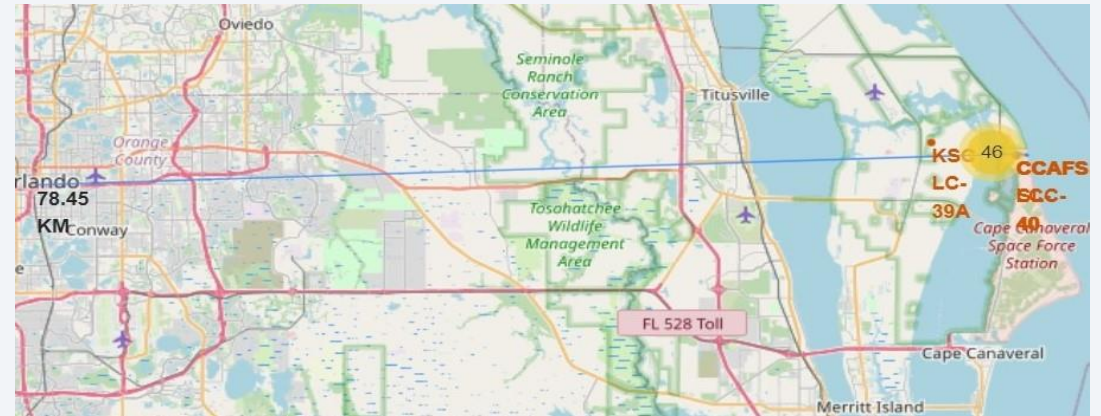 Oviedo
Seminole
Ranch
Conservation
Area
Titusville
Orange
County
46
KSC
LC-
39A
CCAFS
SLC-
40
rlando
78.45
KM
Conway
Tosohatchee
Wildlife
Management
Area
Cape Canaveral
Space Force
Station
e
FL 528 Toll
Cape Canaveral
Merritt Island